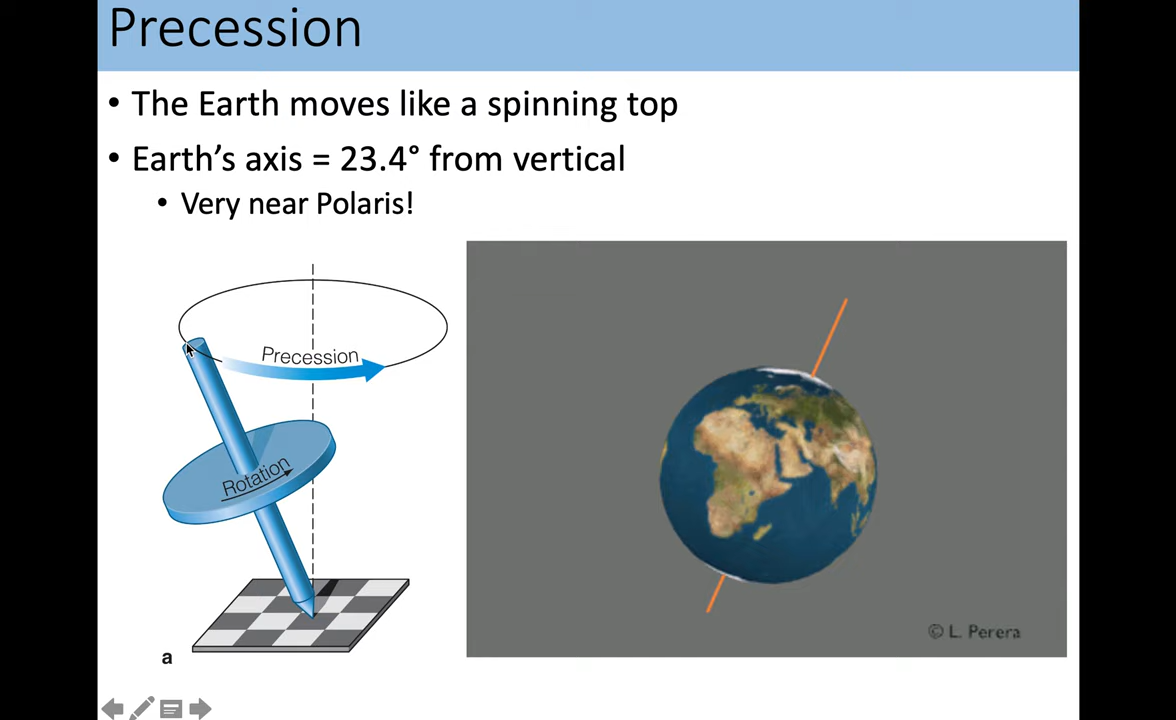 Precession
• The Earth moves like a spinning top
• Earth’s axis = 23.4° from vertical
• Very near Polaris!
Precession
Rotation
a
© L. Perera